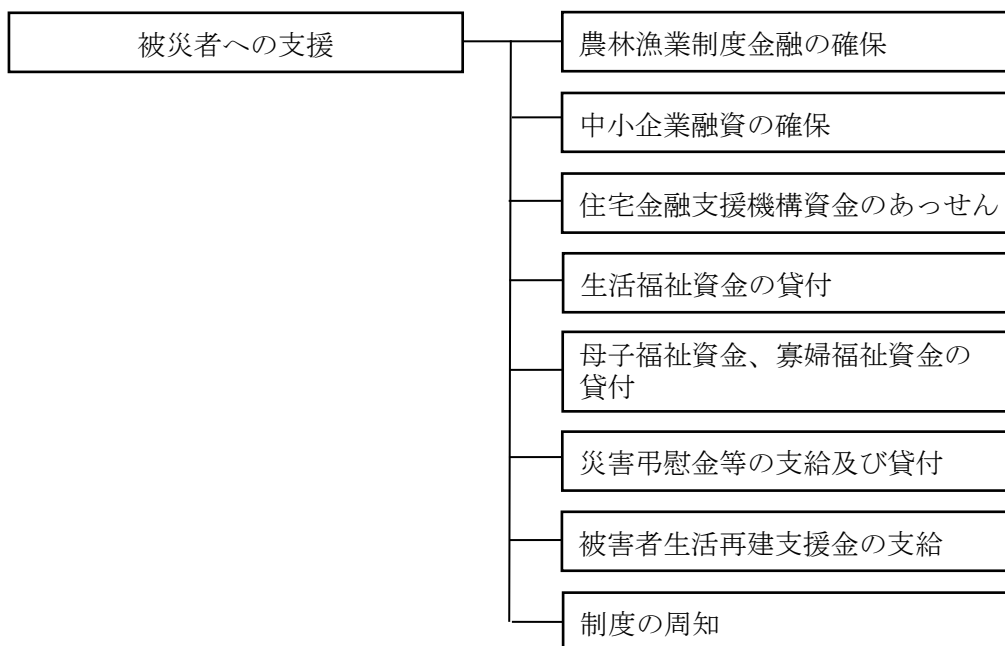 被災者への支援
農林漁業制度金融の確保
中小企業融資の確保
住宅金融支援機構資金のあっせん
生活福祉資金の貸付
母子福祉資金、寡婦福祉資金の
貸付
災害弔慰金等の支給及び貸付
被害者生活再建支援金の支給
制度の周知